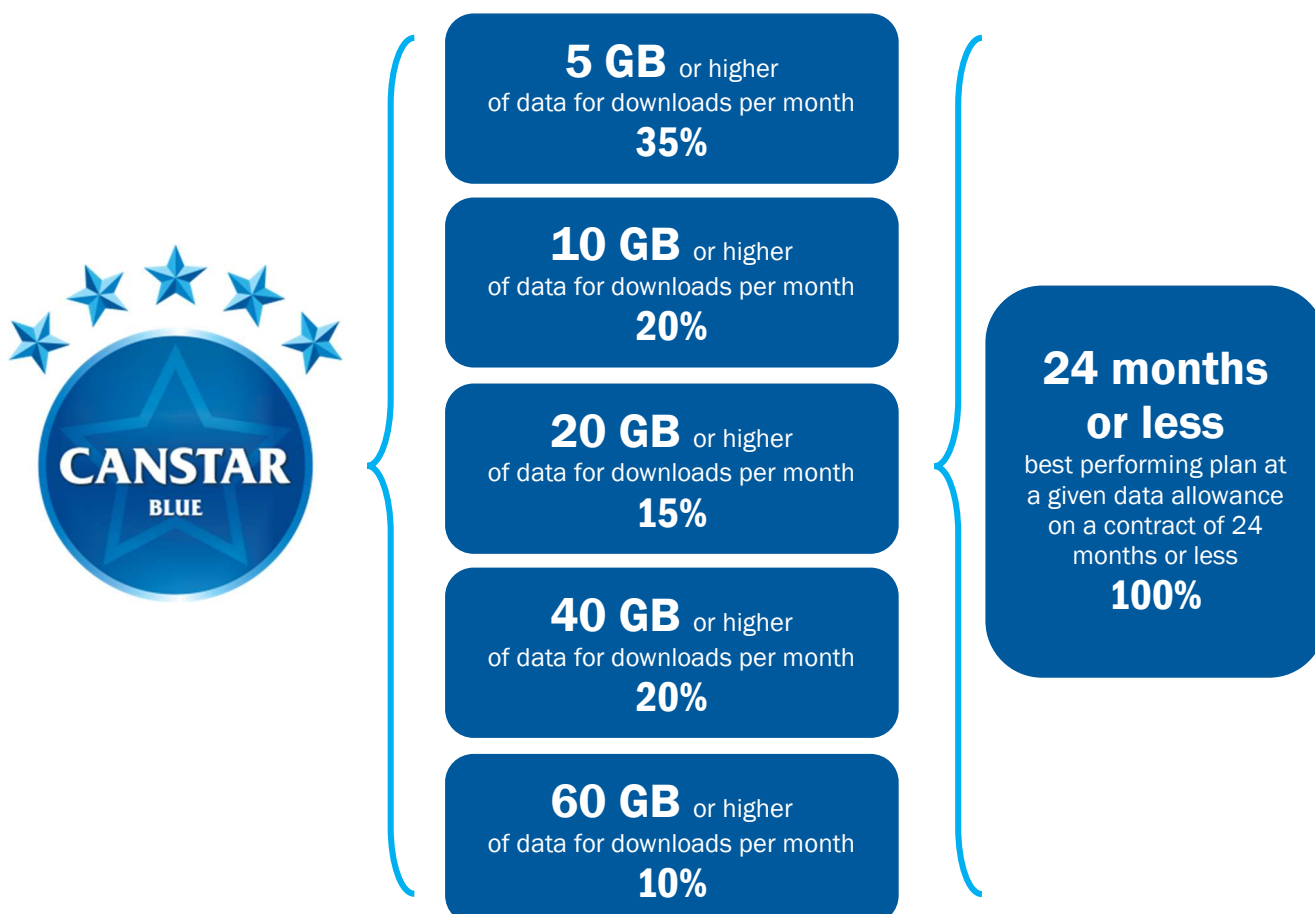 CANSTAR
BLUE
5 GB or higher
of data for downloads per month
35%
10 GB or higher
of data for downloads per month
20%
20 GB or higher
of data for downloads per month
15%
40 GB or higher
of data for downloads per month
20%
60 GB or higher
of data for downloads per month
10%
24 months
or less
best performing plan at
a given data allowance
on a contract of 24
months or less
100%